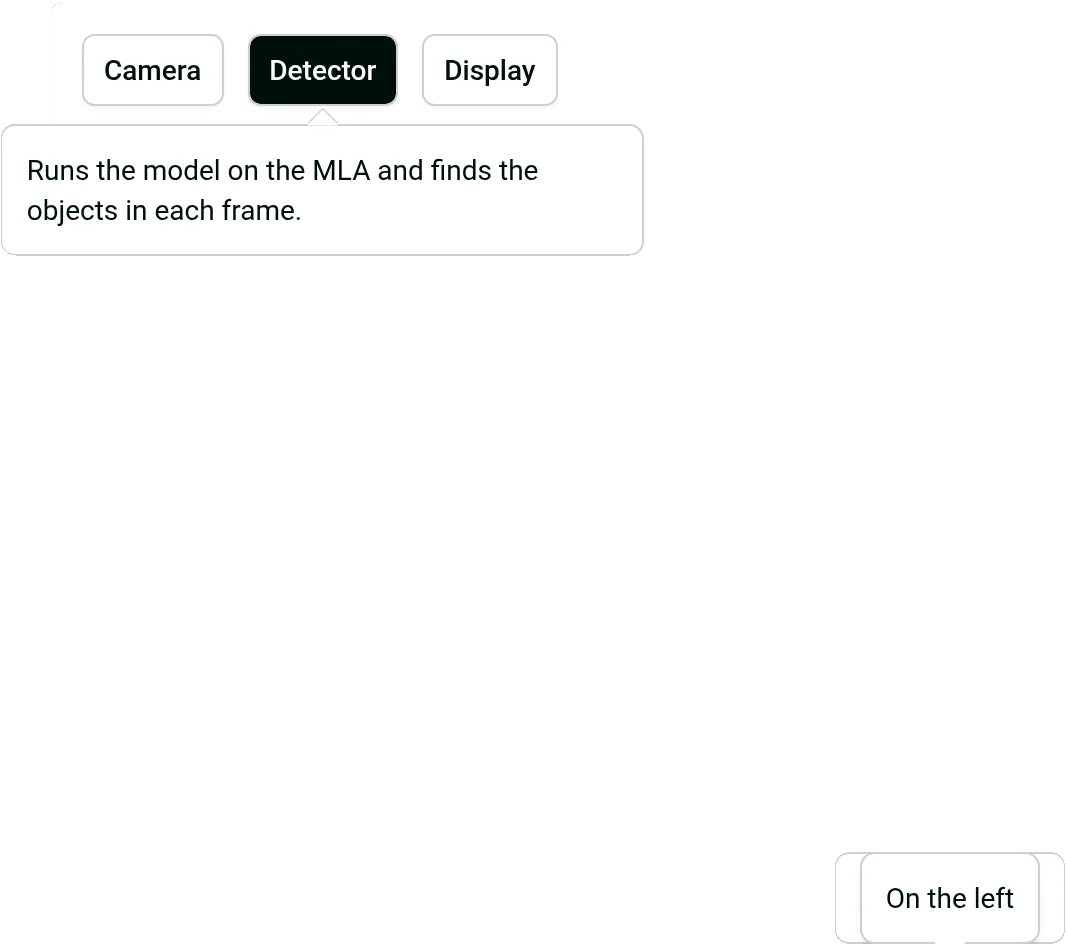 Camera
Detector
Display
Runs the model on the MLA and finds the
objects in each frame.
On the left